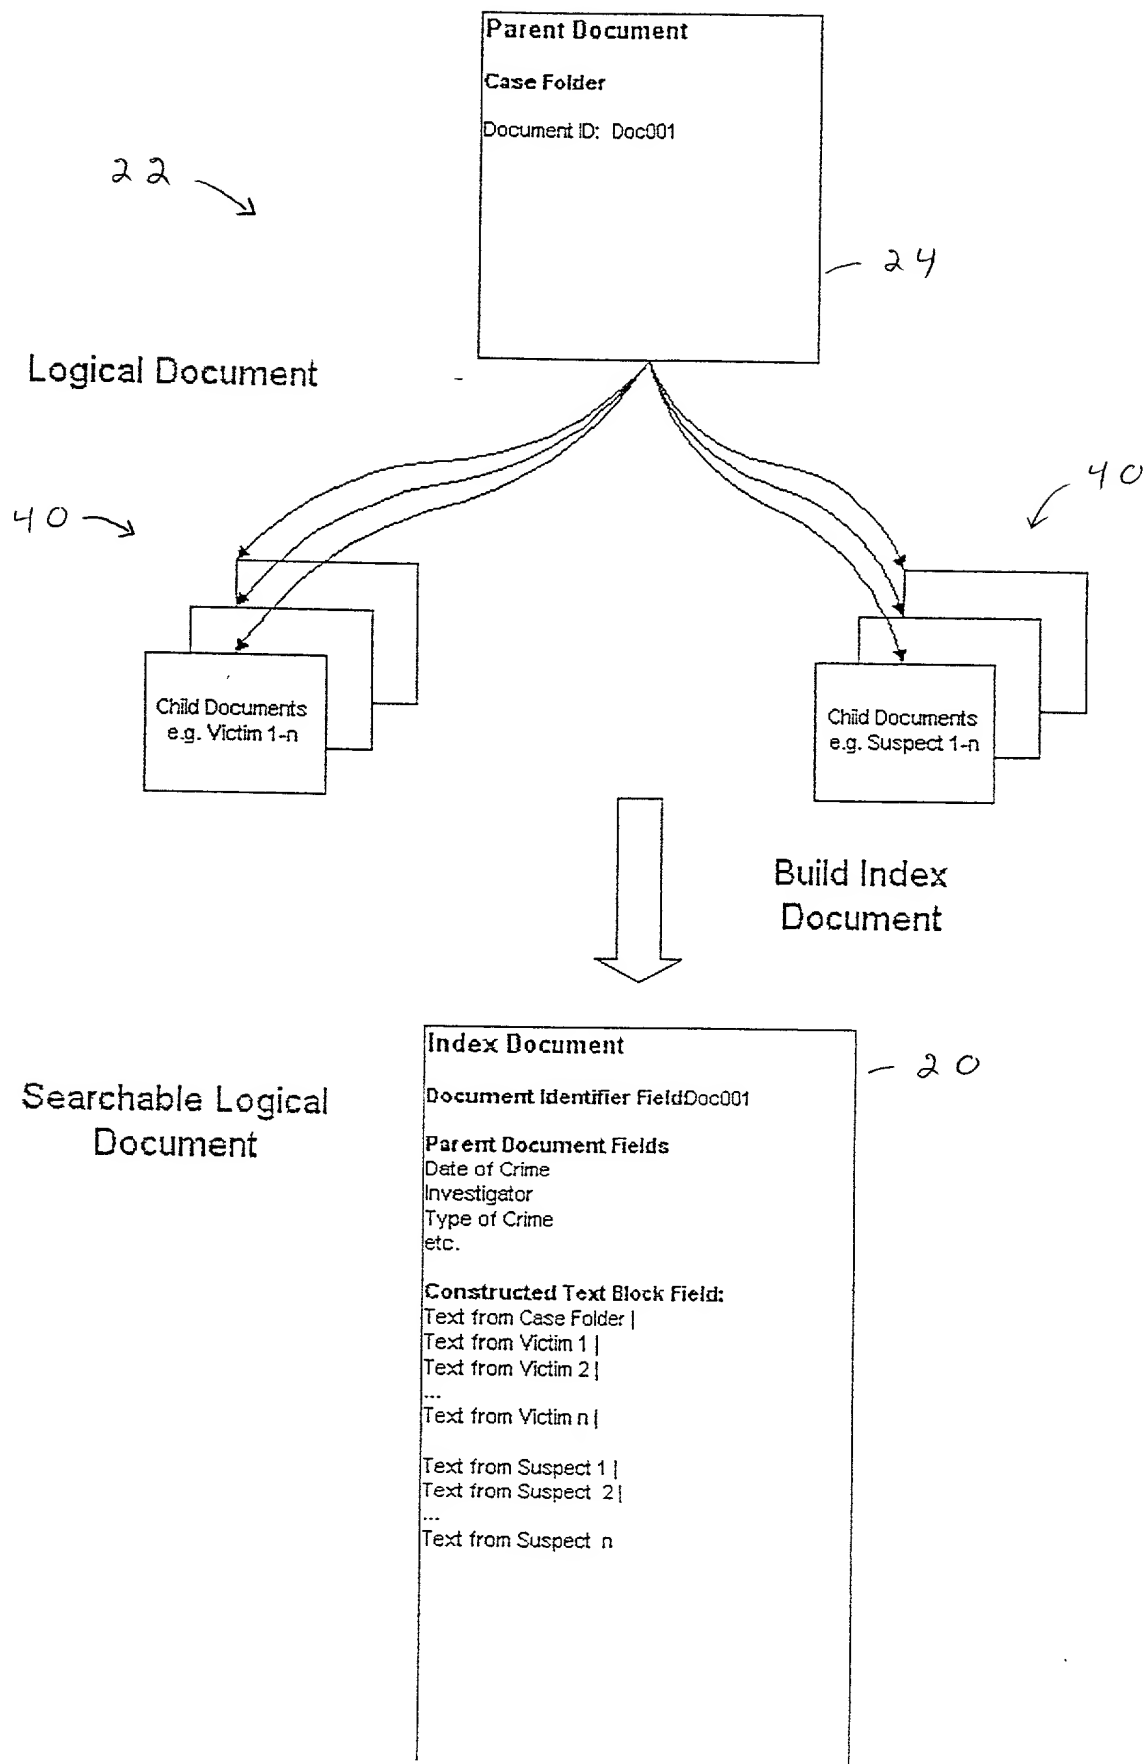 Parent Document
Case Folder
Document ID: Doc001
22
24
Logical Document
40
40
Child Documents
e.g. Victim 1-n
Child Documents
e.g. Suspect 1-n
Build Index
Document
Index Document
20
Searchable Logical
Document
Document Identifier FieldDoc001
Parent Document Fields
Date of Crime
Investigator
Type of Crime
etc.
Constructed Text Block Field:
Text from Case Folder |
Text from Victim 1 |
Text from Victim 2 |
...
Text from Victim n |
Text from Suspect 1 |
Text from Suspect 2 |
...
Text from Suspect n